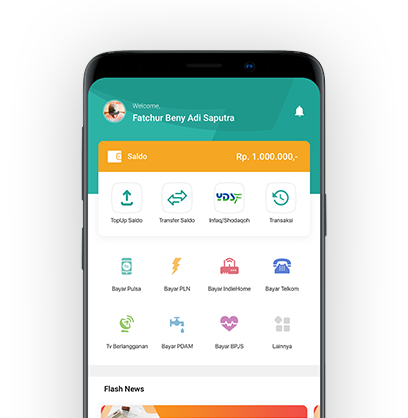 Welcome,
Fatchur Beny Adi Saputra
Saldo Rp. 1.000.000,-
YDSF
TopUp Saldo Transfer Saldo Infaq/Shodaqoh Transaksi
Bayar Pulsa Bayar PLN Bayar IndieHome Bayar Telkom
Tv Berlangganan Bayar PDAM Bayar BPJS Lainnya
Flash News